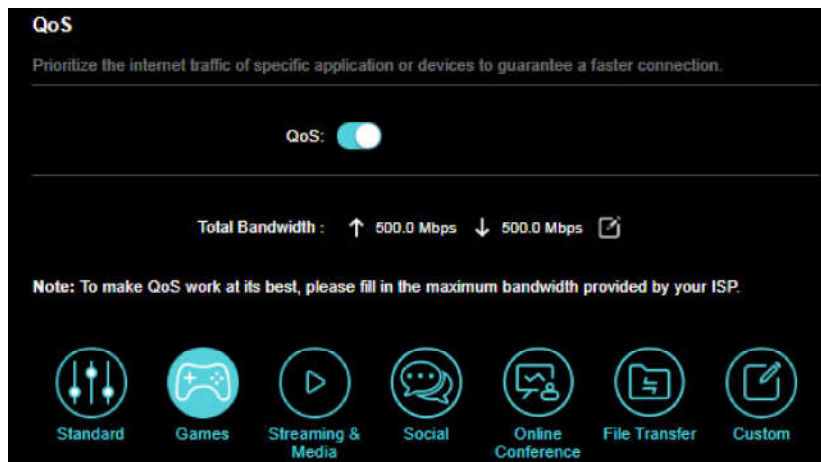 QoS
Prioritize the internet traffic of specific application or devices to guarantee a faster connection.
QoS:
Total Bandwidth : ↑ 500.0 Mbps ↓ 500.0 Mbps
Note: To make QoS work at its best, please fill in the maximum bandwidth provided by your ISP.
Standard Games Streaming & Social Online File Transfer Custom
Media Conference